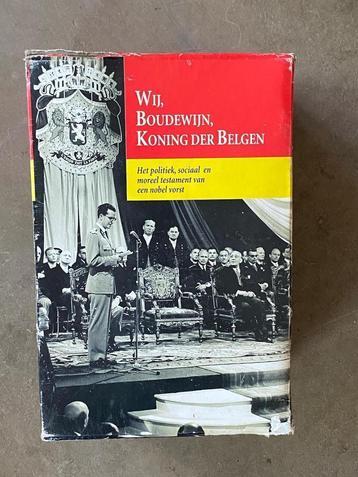 WIJ,
BOUDEWIJN,
KONING DER BELGEN
Het politiek, sociaal en
moreel testament van
een nobel vorst